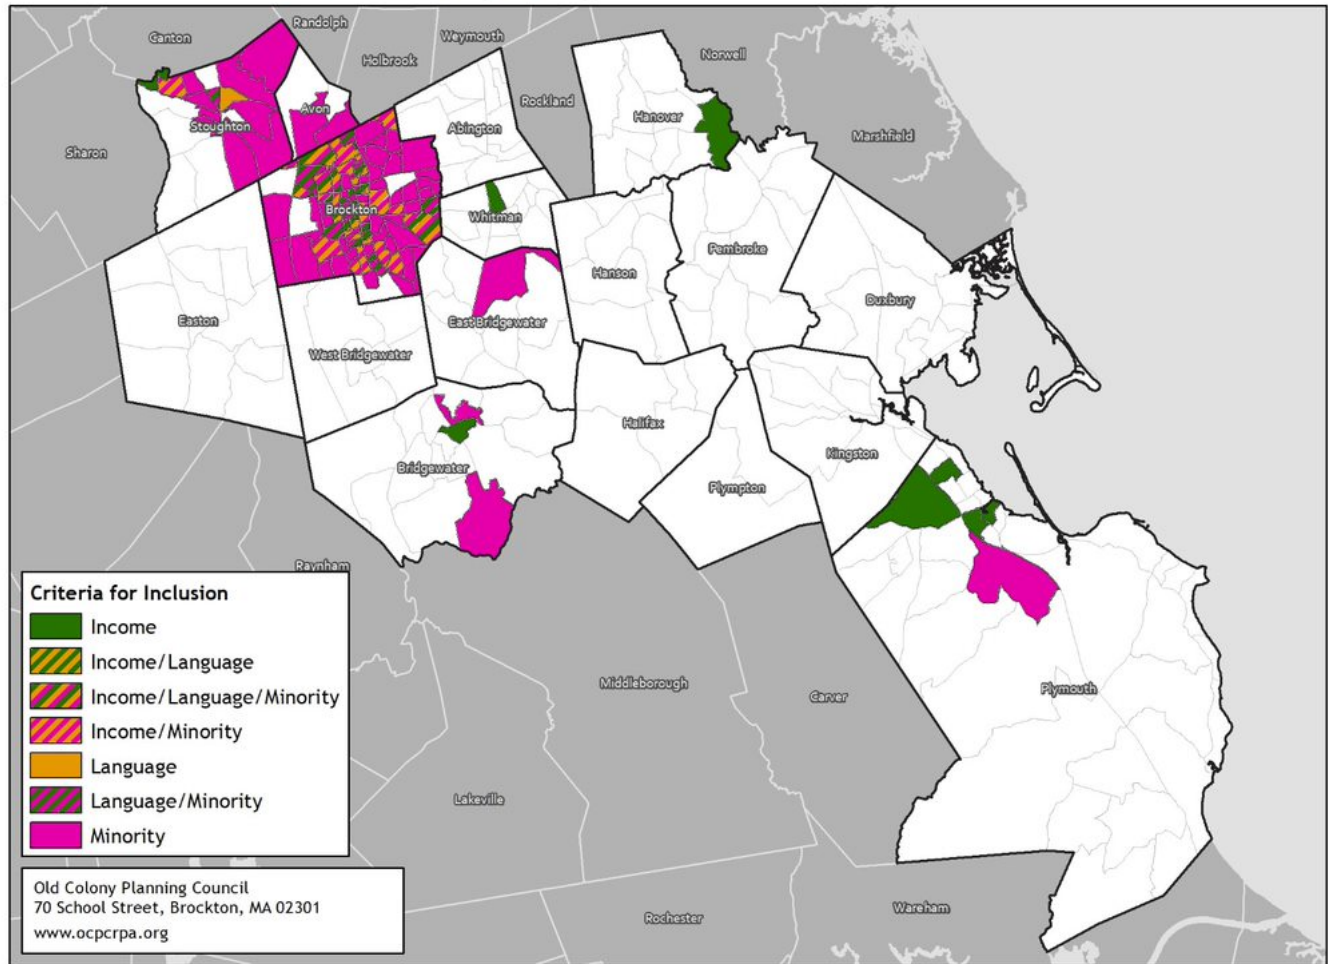 Randolph
Canton
Weymouth
Holbrook
Norwell
Rockland
Avon
Hanover
Stoughton
Abington
Marshfield
Sharon
Brockton
Whitman
Pembroke
Hanson
Duxbury
Easton
East Bridgewater
West Bridgewater
Halifax
Kingston
Bridgewater
Plympton
Raynham
Middleborough
Plymouth
Carver
Lakeville
Wareham
Rochester
Criteria for Inclusion
Income
Income/Language
Income/Language/Minority
Income/Minority
Language
Language/Minority
Minority
Old Colony Planning Council
70 School Street, Brockton, MA 02301
www.ocpcrpa.org